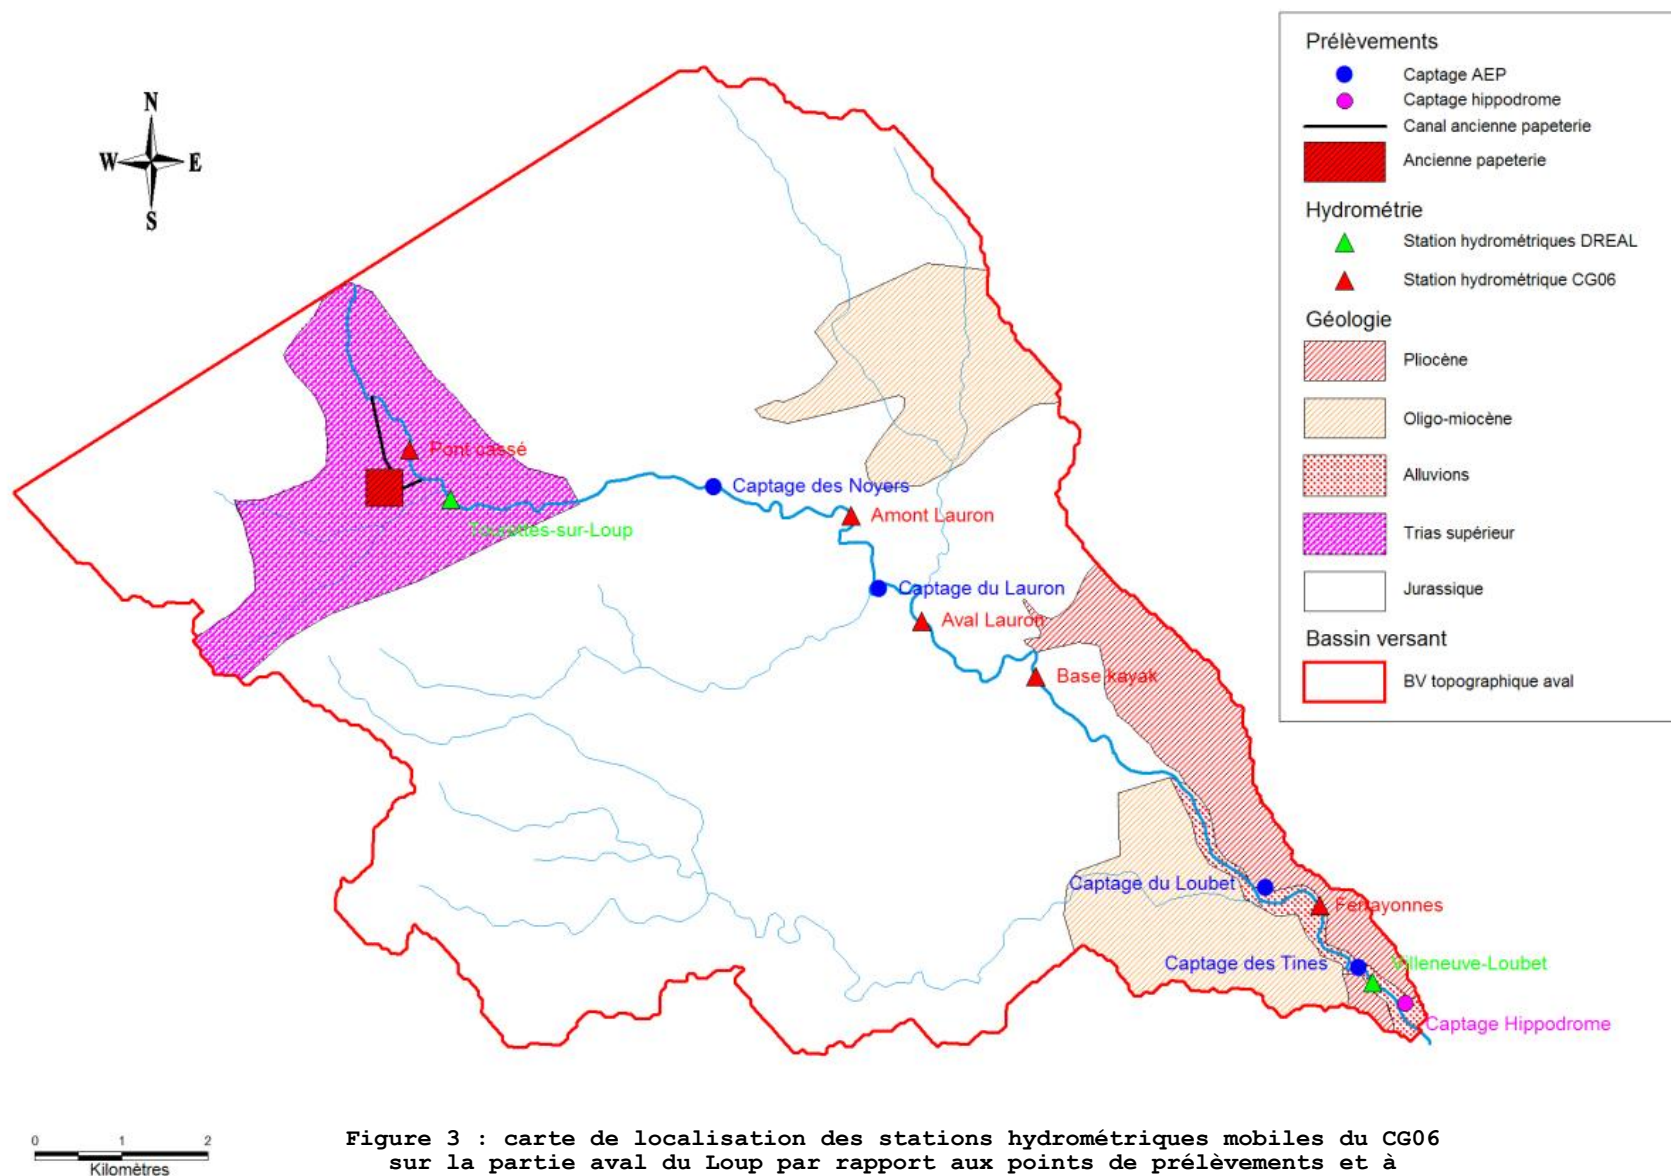 N
W E
S
Prélèvements
Captage AEP
Captage hippodrome
Canal ancienne papeterie
Ancienne papeterie
Hydrométrie
Station hydrométriques DREAL
Station hydrométrique CG06
Géologie
Pliocène
Oligo-miocène
Alluvions
Trias supérieur
Jurassique
Bassin versant
BV topographique aval
Pont cassé
Tourettes-sur-Loup
Captage des Noyers
Amont Lauron
Captage du Lauron
Aval Lauron
Base kayak
Captage du Loubet
Ferrayonnes
Captage des Tines
Villeneuve-Loubet
Captage Hippodrome
0 1 2
Kilomètres
Figure 3 : carte de localisation des stations hydrométriques mobiles du CG06
sur la partie aval du Loup par rapport aux points de prélèvements et à